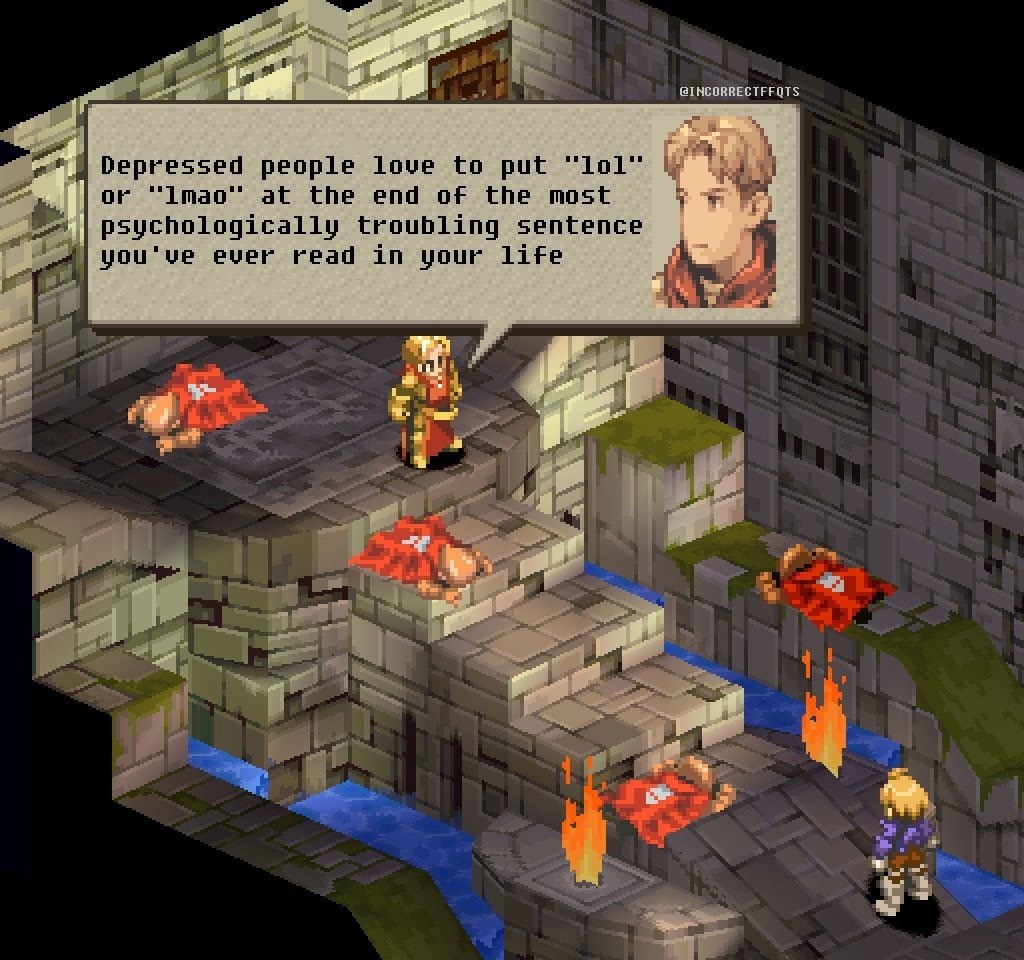 @INCORRECTFFQTS
Depressed people love to put "lol"
or "lmao" at the end of the most
psychologically troubling sentence
you've ever read in your life